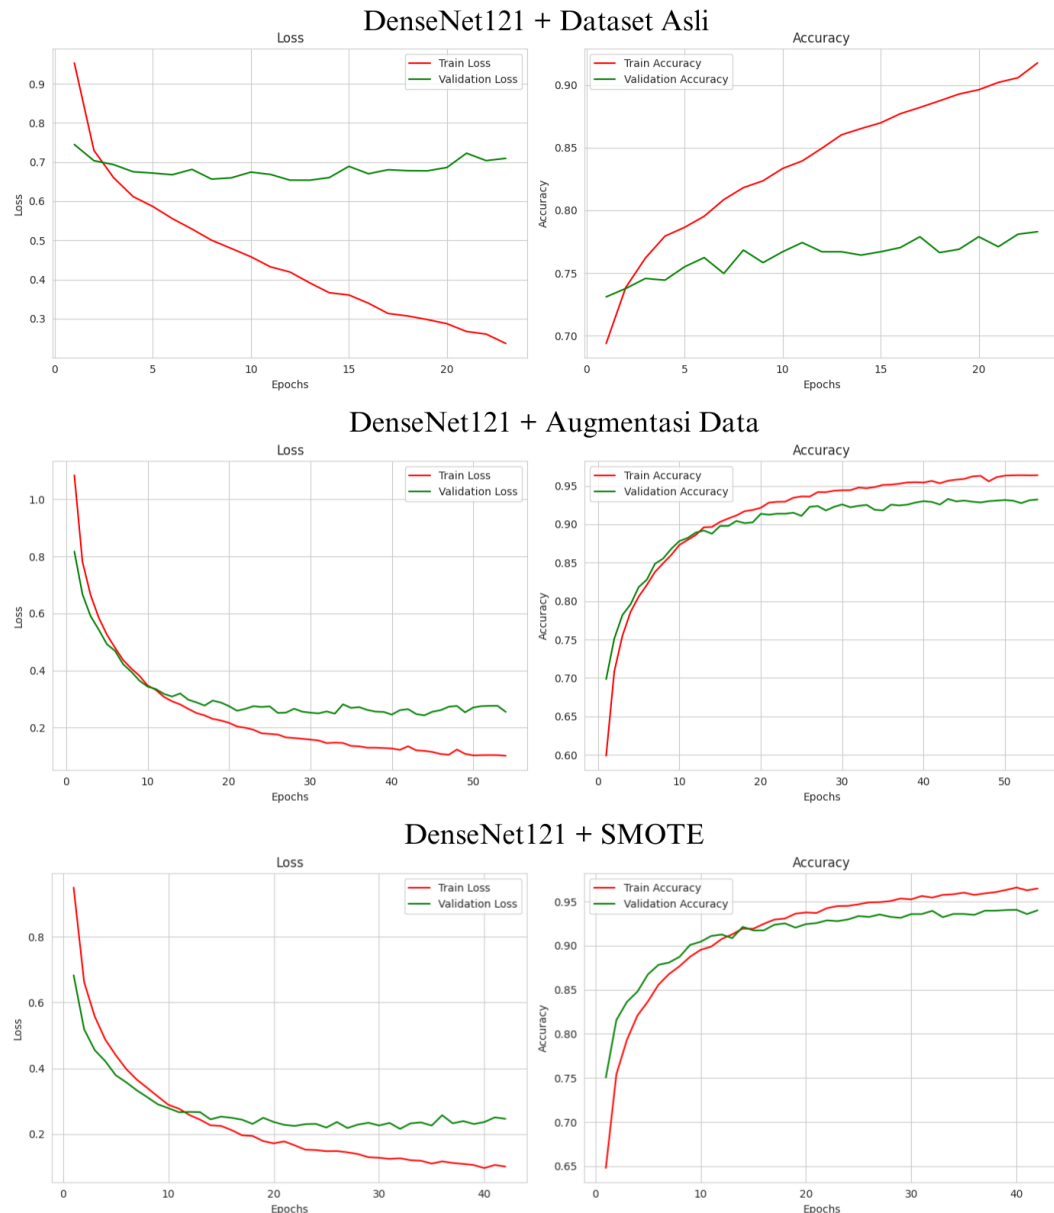 DenseNet121 + Dataset Asli
Loss
Accuracy
Train Loss
Validation Loss
Train Accuracy
Validation Accuracy
0.9
0.8
0.7
0.6
0.5
0.4
0.3
Loss
0 5 10 15 20
Epochs
0.90
0.85
0.80
0.75
0.70
Accuracy
0 5 10 15 20
Epochs
DenseNet121 + Augmentasi Data
Loss
Accuracy
Train Loss
Validation Loss
Train Accuracy
Validation Accuracy
1.0
0.8
0.6
0.4
0.2
Loss
0 10 20 30 40 50
Epochs
0.95
0.90
0.85
0.80
0.75
0.70
0.65
0.60
Accuracy
0 10 20 30 40 50
Epochs
DenseNet121 + SMOTE
Loss
Accuracy
Train Loss
Validation Loss
Train Accuracy
Validation Accuracy
0.8
0.6
0.4
0.2
Loss
0 10 20 30 40
Epochs
0.95
0.90
0.85
0.80
0.75
0.70
0.65
Accuracy
0 10 20 30 40
Epochs